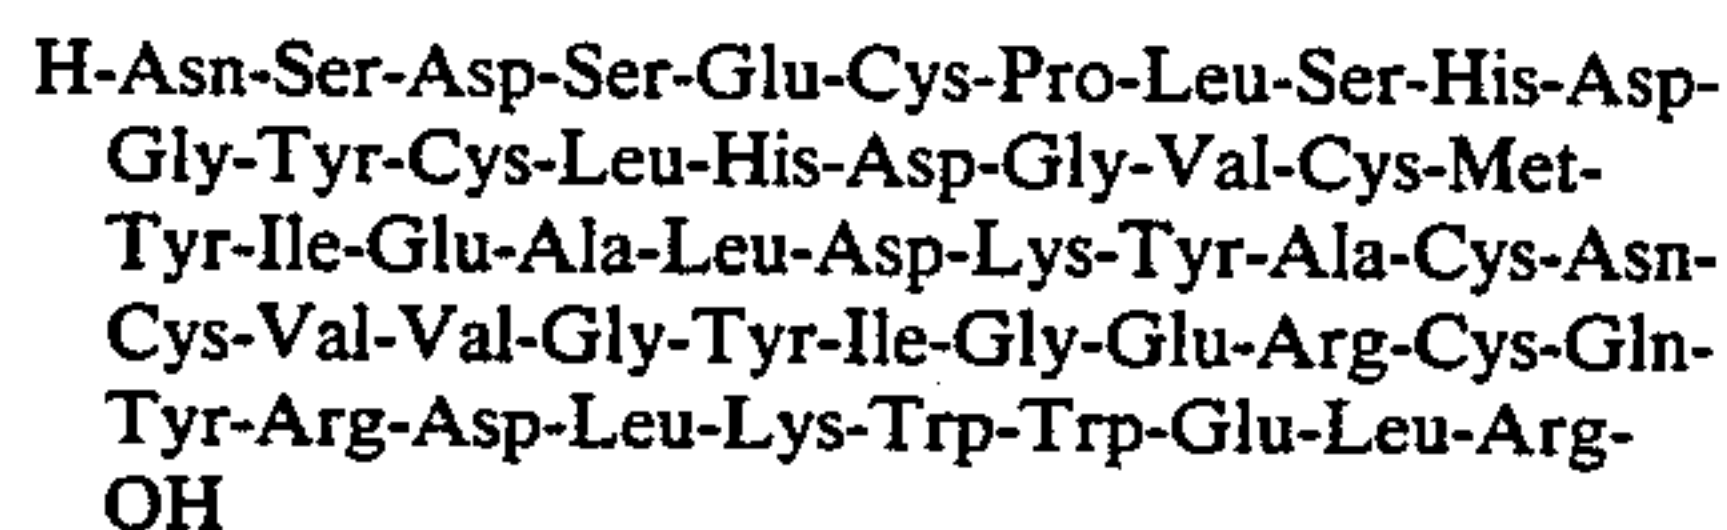 H-Asn-Ser-Asp-Ser-Glu-Cys-Pro-Leu-Ser-His-Asp-
Gly-Tyr-Cys-Leu-His-Asp-Gly-Val-Cys-Met-
Tyr-Ile-Glu-Ala-Leu-Asp-Lys-Tyr-Ala-Cys-Asn-
Cys-Val-Val-Gly-Tyr-Ile-Gly-Glu-Arg-Cys-Gln-
Tyr-Arg-Asp-Leu-Lys-Trp-Trp-Glu-Leu-Arg-
OH